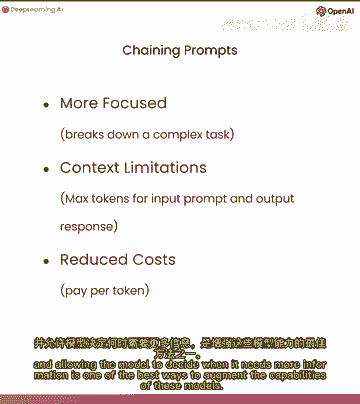 DeepLearning.AI
OpenAI
Chaining Prompts
• More Focused
(breaks down a complex task)
• Context Limitations
(Max tokens for input prompt and output
response)
• Reduced Costs
(pay per token)
并允许模型决定何时需要更多信息,是增强这些模型能力的最佳
方法之一。
and allowing the model to decide when it needs more infor
mation is one of the best ways to augment the capabilities
of these models.